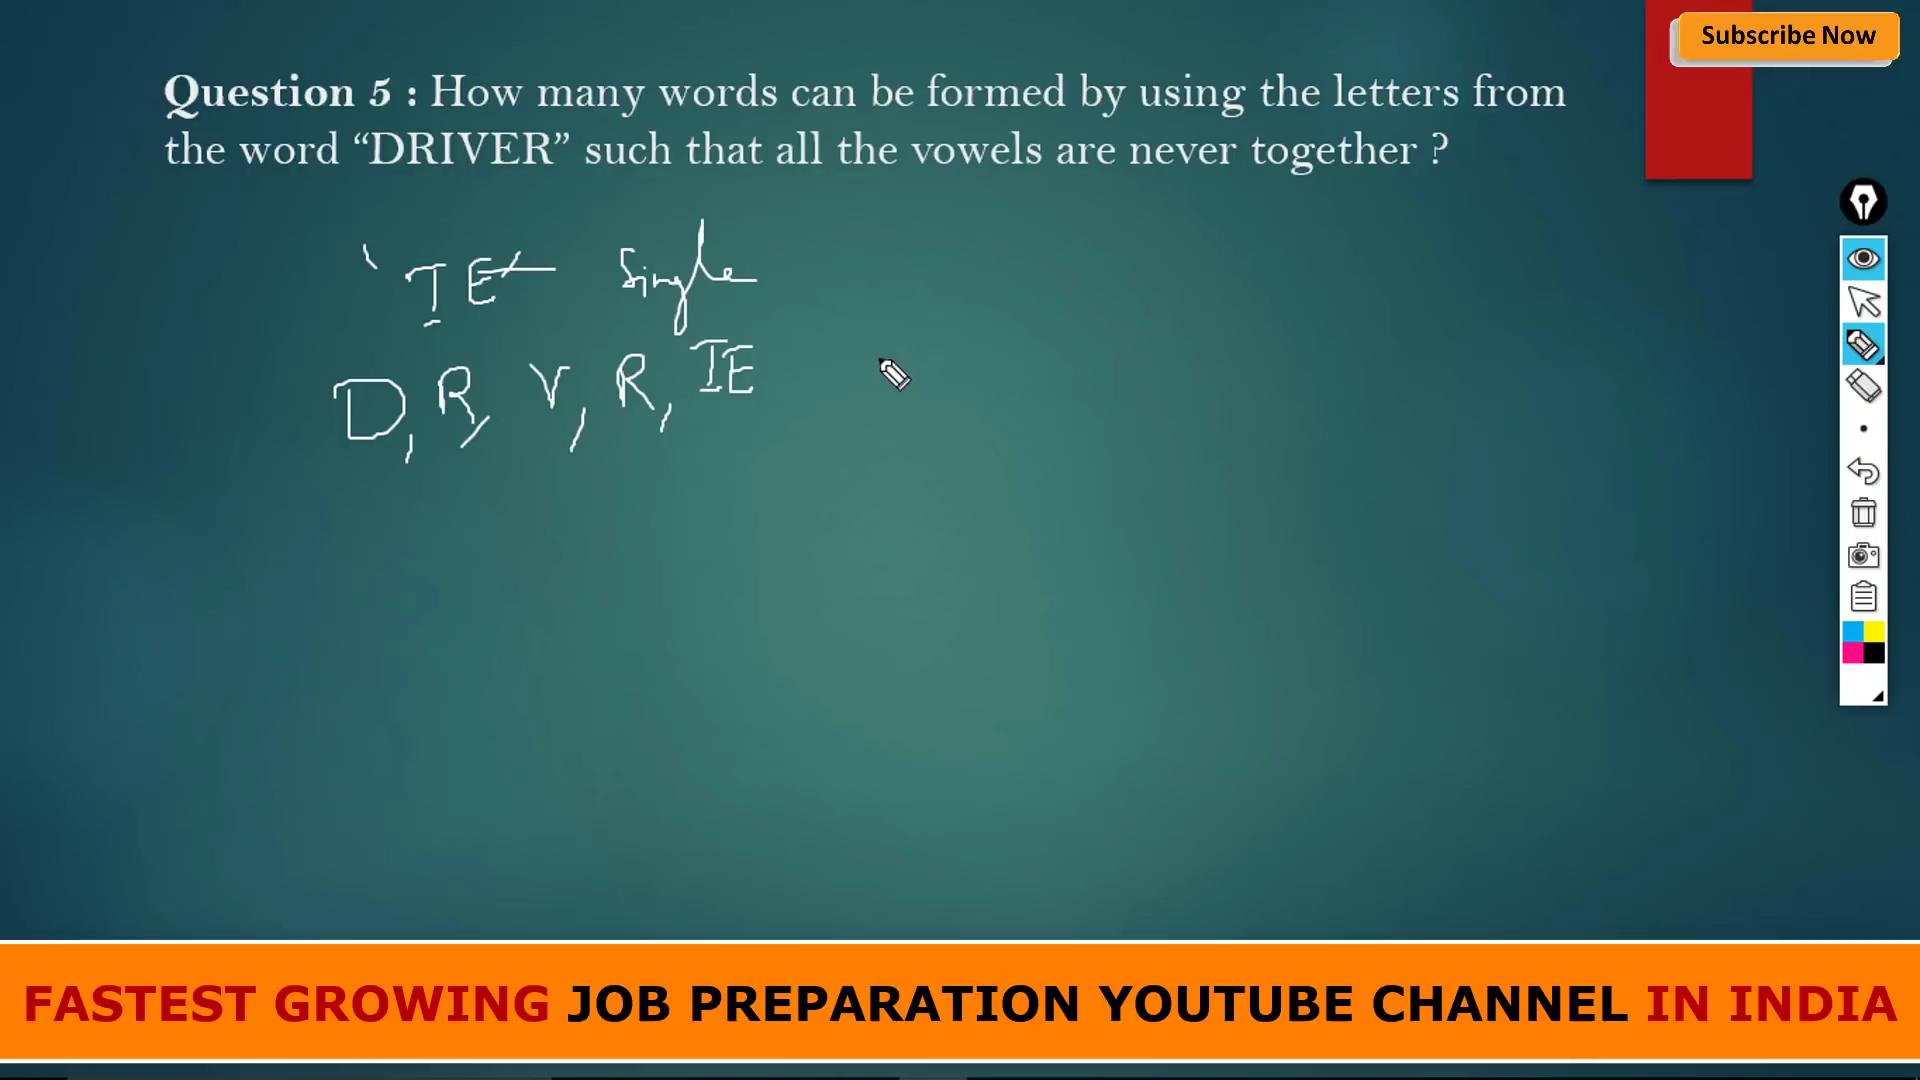 Subscribe Now
Question 5 : How many words can be formed by using the letters from
the word “DRIVER” such that all the vowels are never together ?
IE Single
D, R, V, R, IE
FASTEST GROWING JOB PREPARATION YOUTUBE CHANNEL IN INDIA